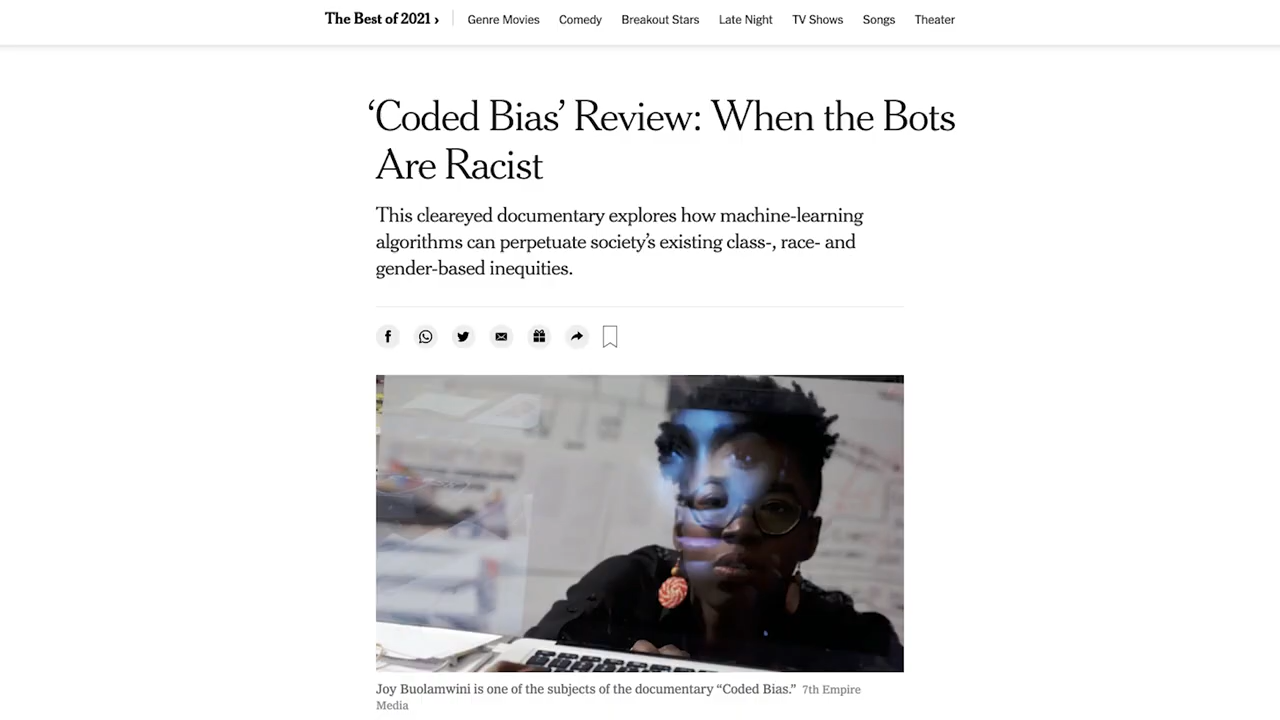 The Best of 2021 › Genre Movies Comedy Breakout Stars Late Night TV Shows Songs Theater
‘Coded Bias’ Review: When the Bots
Are Racist
This cleareyed documentary explores how machine-learning
algorithms can perpetuate society’s existing class-, race- and
gender-based inequities.
Joy Buolamwini is one of the subjects of the documentary “Coded Bias.” 7th Empire
Media